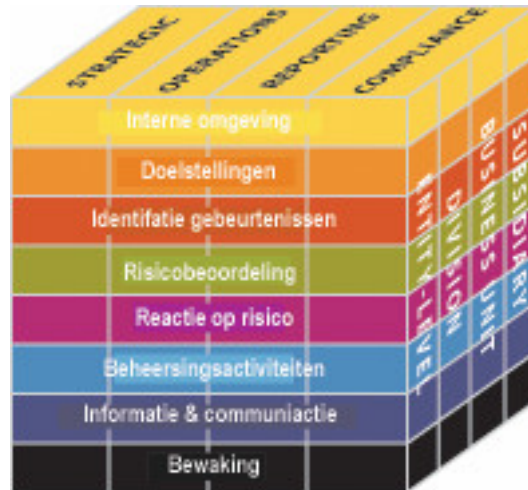 STRATEGIC
OPERATIONS
REPORTING
COMPLIANCE
Interne omgeving
Doelstellingen
Identifatie gebeurtenissen
Risicobeoordeling
Reactie op risico
Beheersingsactiviteiten
Informatie & communiactie
Bewaking
ENTITY-LEVEL
DIVISION
BUSINESS UNIT
SUBSIDIARY